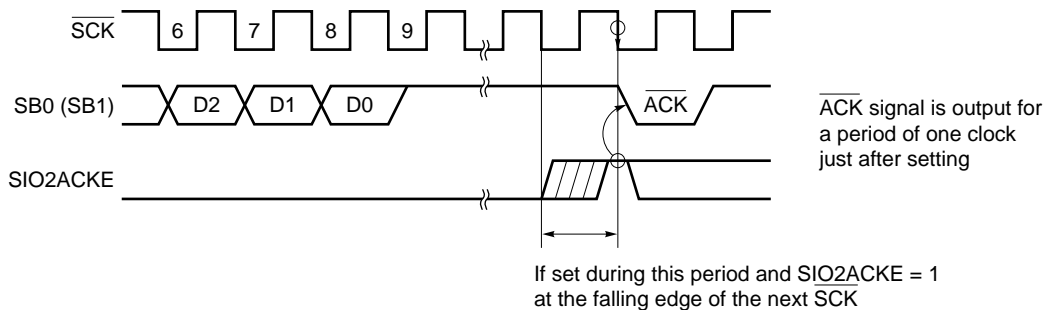 SCK
6 7 8 9
SB0 (SB1)
D2 D1 D0
ACK
ACK signal is output for
a period of one clock
just after setting
SIO2ACKE
If set during this period and SIO2ACKE = 1
at the falling edge of the next SCK